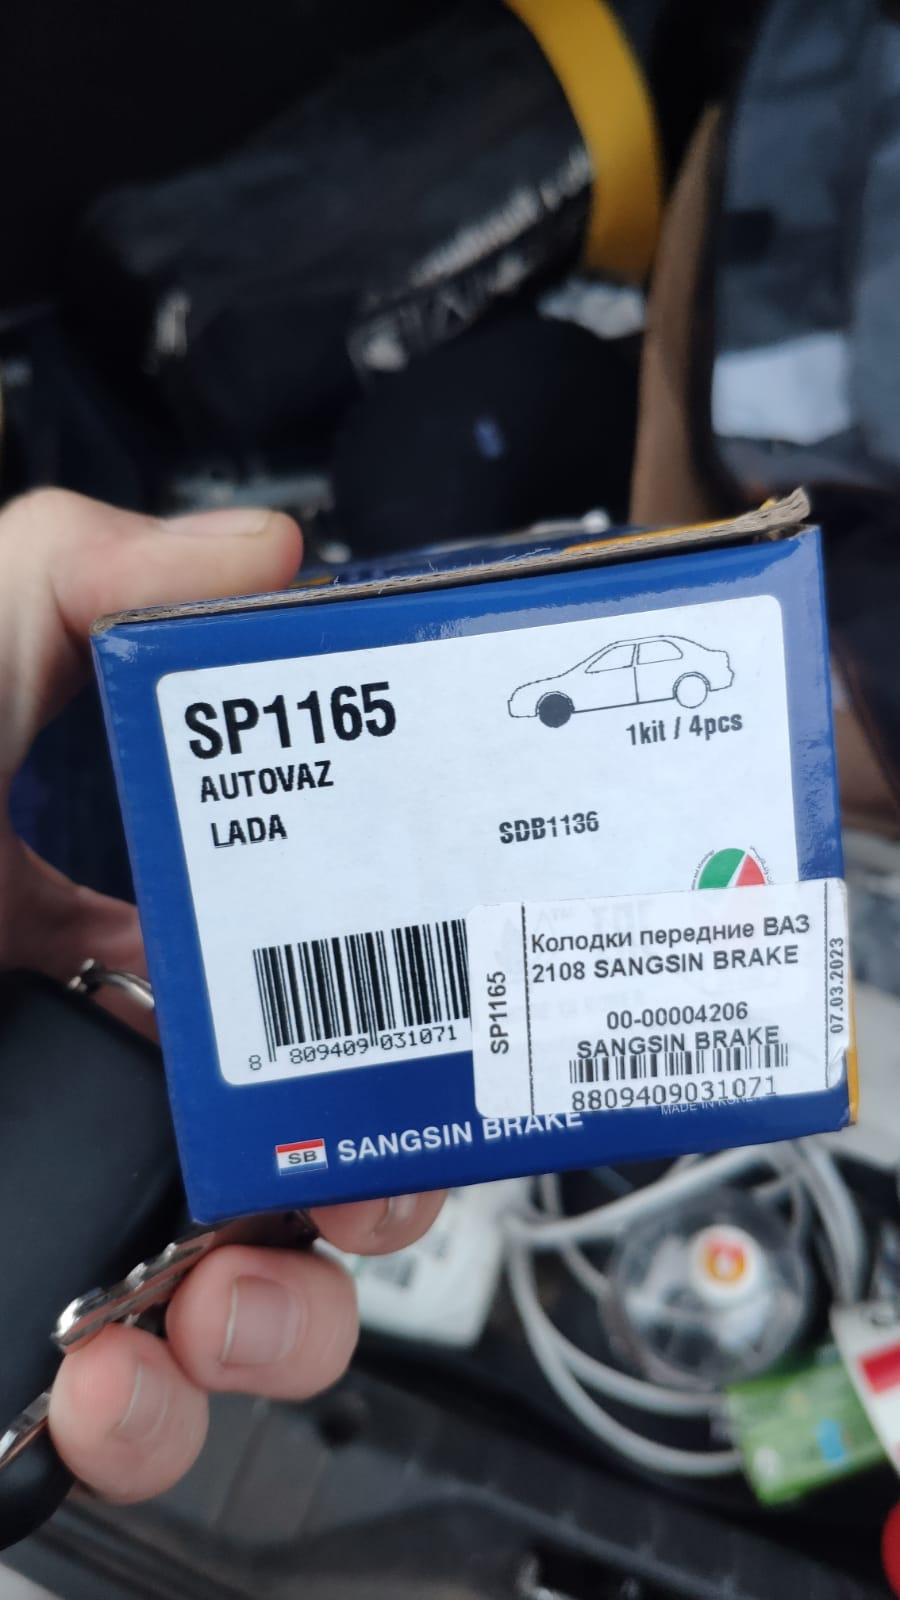 SP1165
AUTOVAZ
LADA
1kit / 4pcs
SDB1136
8 809409 031071
SP1165
Колодки передние ВАЗ
2108 SANGSIN BRAKE
00-00004206
SANGSIN BRAKE
8809409031071
07.03.2023
MADE IN KOREA
SB SANGSIN BRAKE